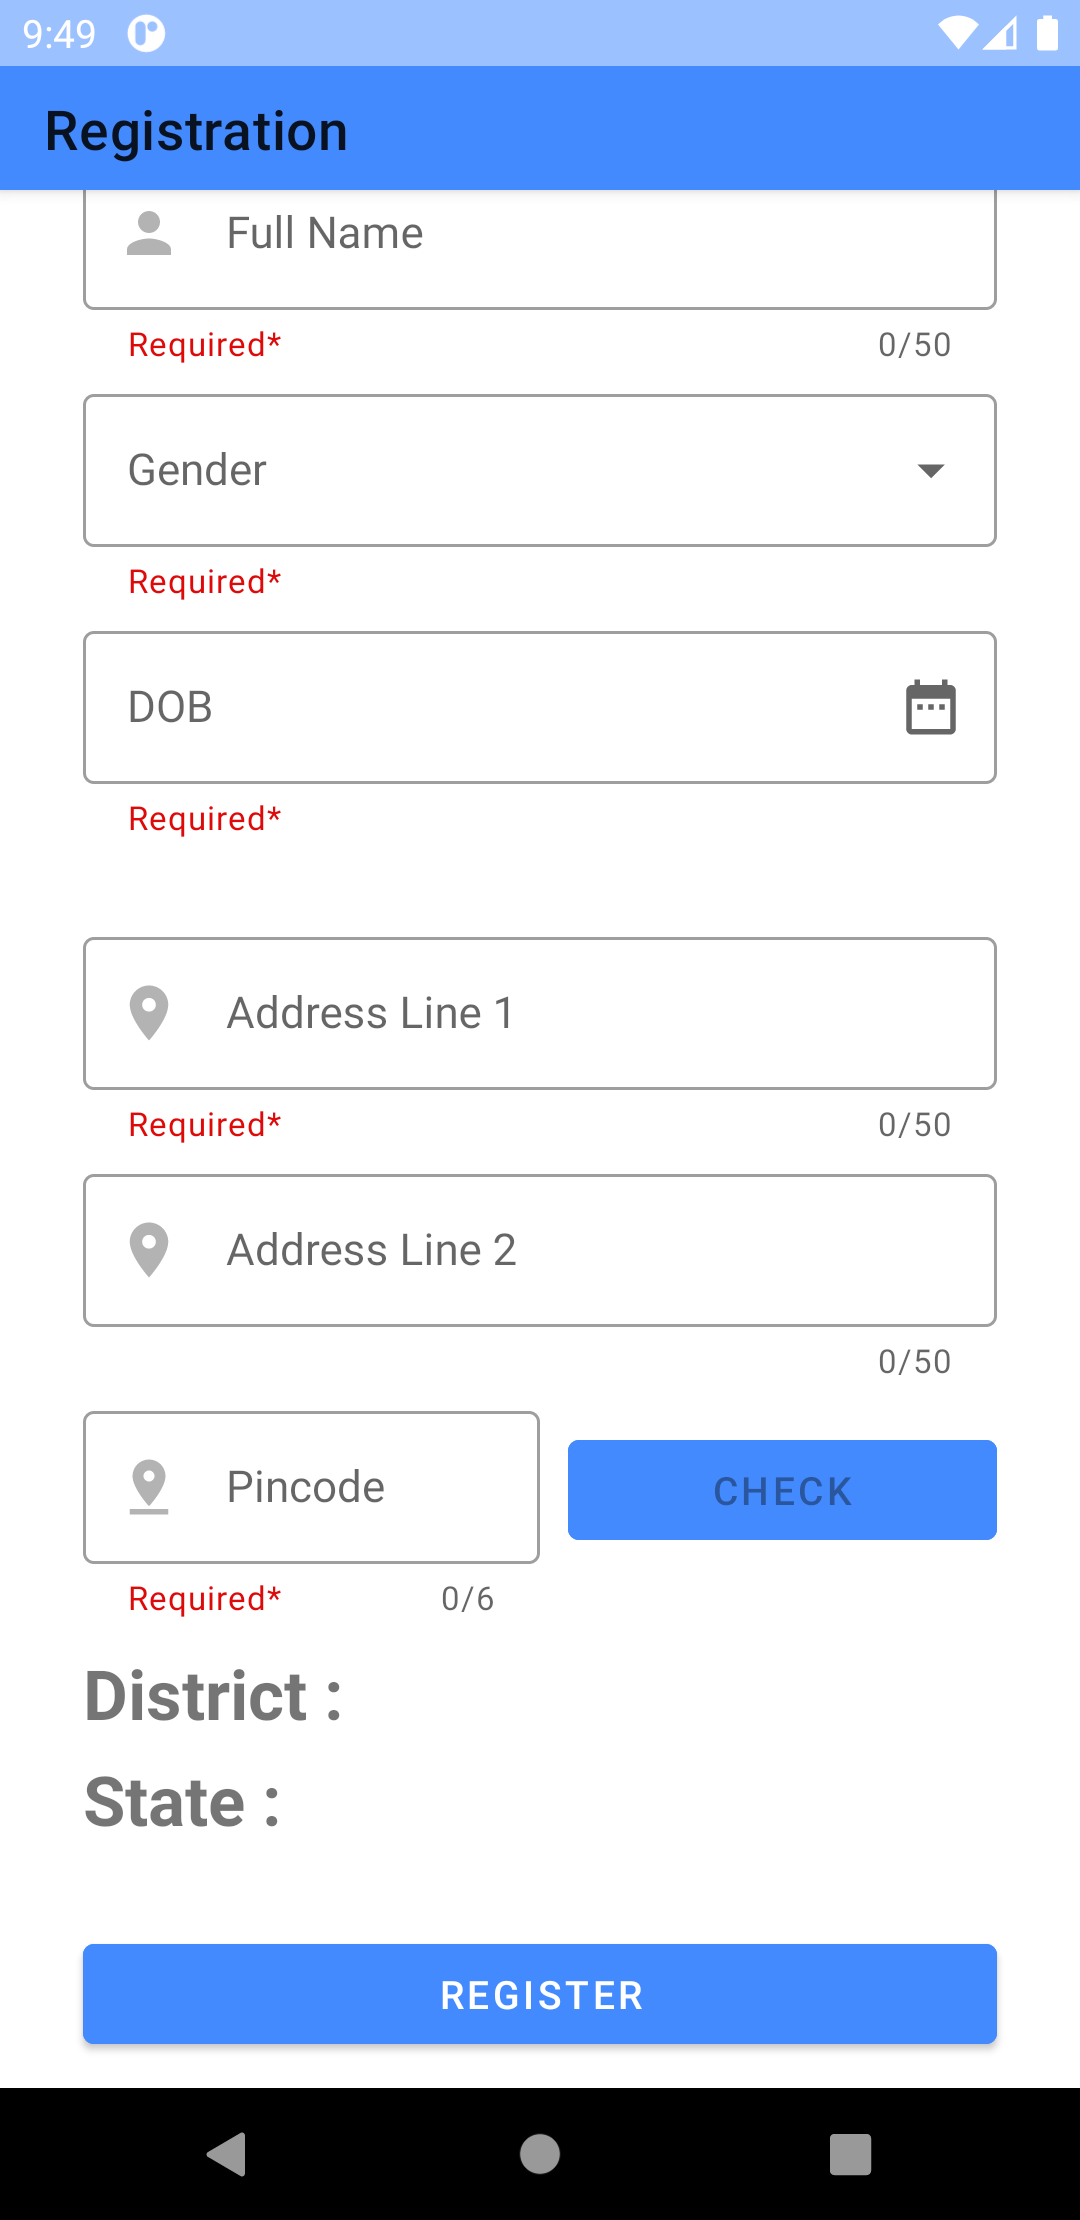 9:49
Registration
Full Name
Required* 0/50
Gender
Required*
DOB
Required*
Address Line 1
Required* 0/50
Address Line 2
0/50
Pincode CHECK
Required* 0/6
District :
State :
REGISTER